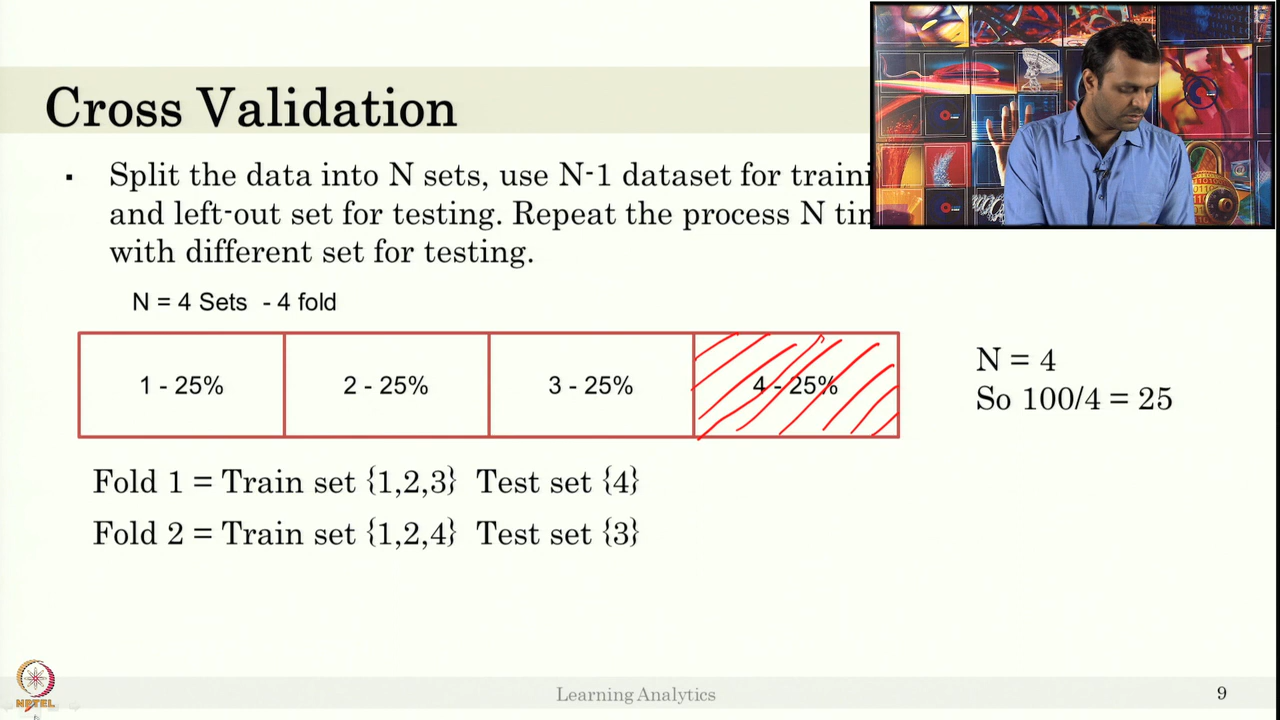 Cross Validation
▪ Split the data into N sets, use N-1 dataset for traini
and left-out set for testing. Repeat the process N tin
with different set for testing.
N = 4 Sets - 4 fold
1 - 25% 2 - 25% 3 - 25% 4 - 25%
N = 4
So 100/4 = 25
Fold 1 = Train set {1,2,3} Test set {4}
Fold 2 = Train set {1,2,4} Test set {3}
NPTEL
Learning Analytics
9